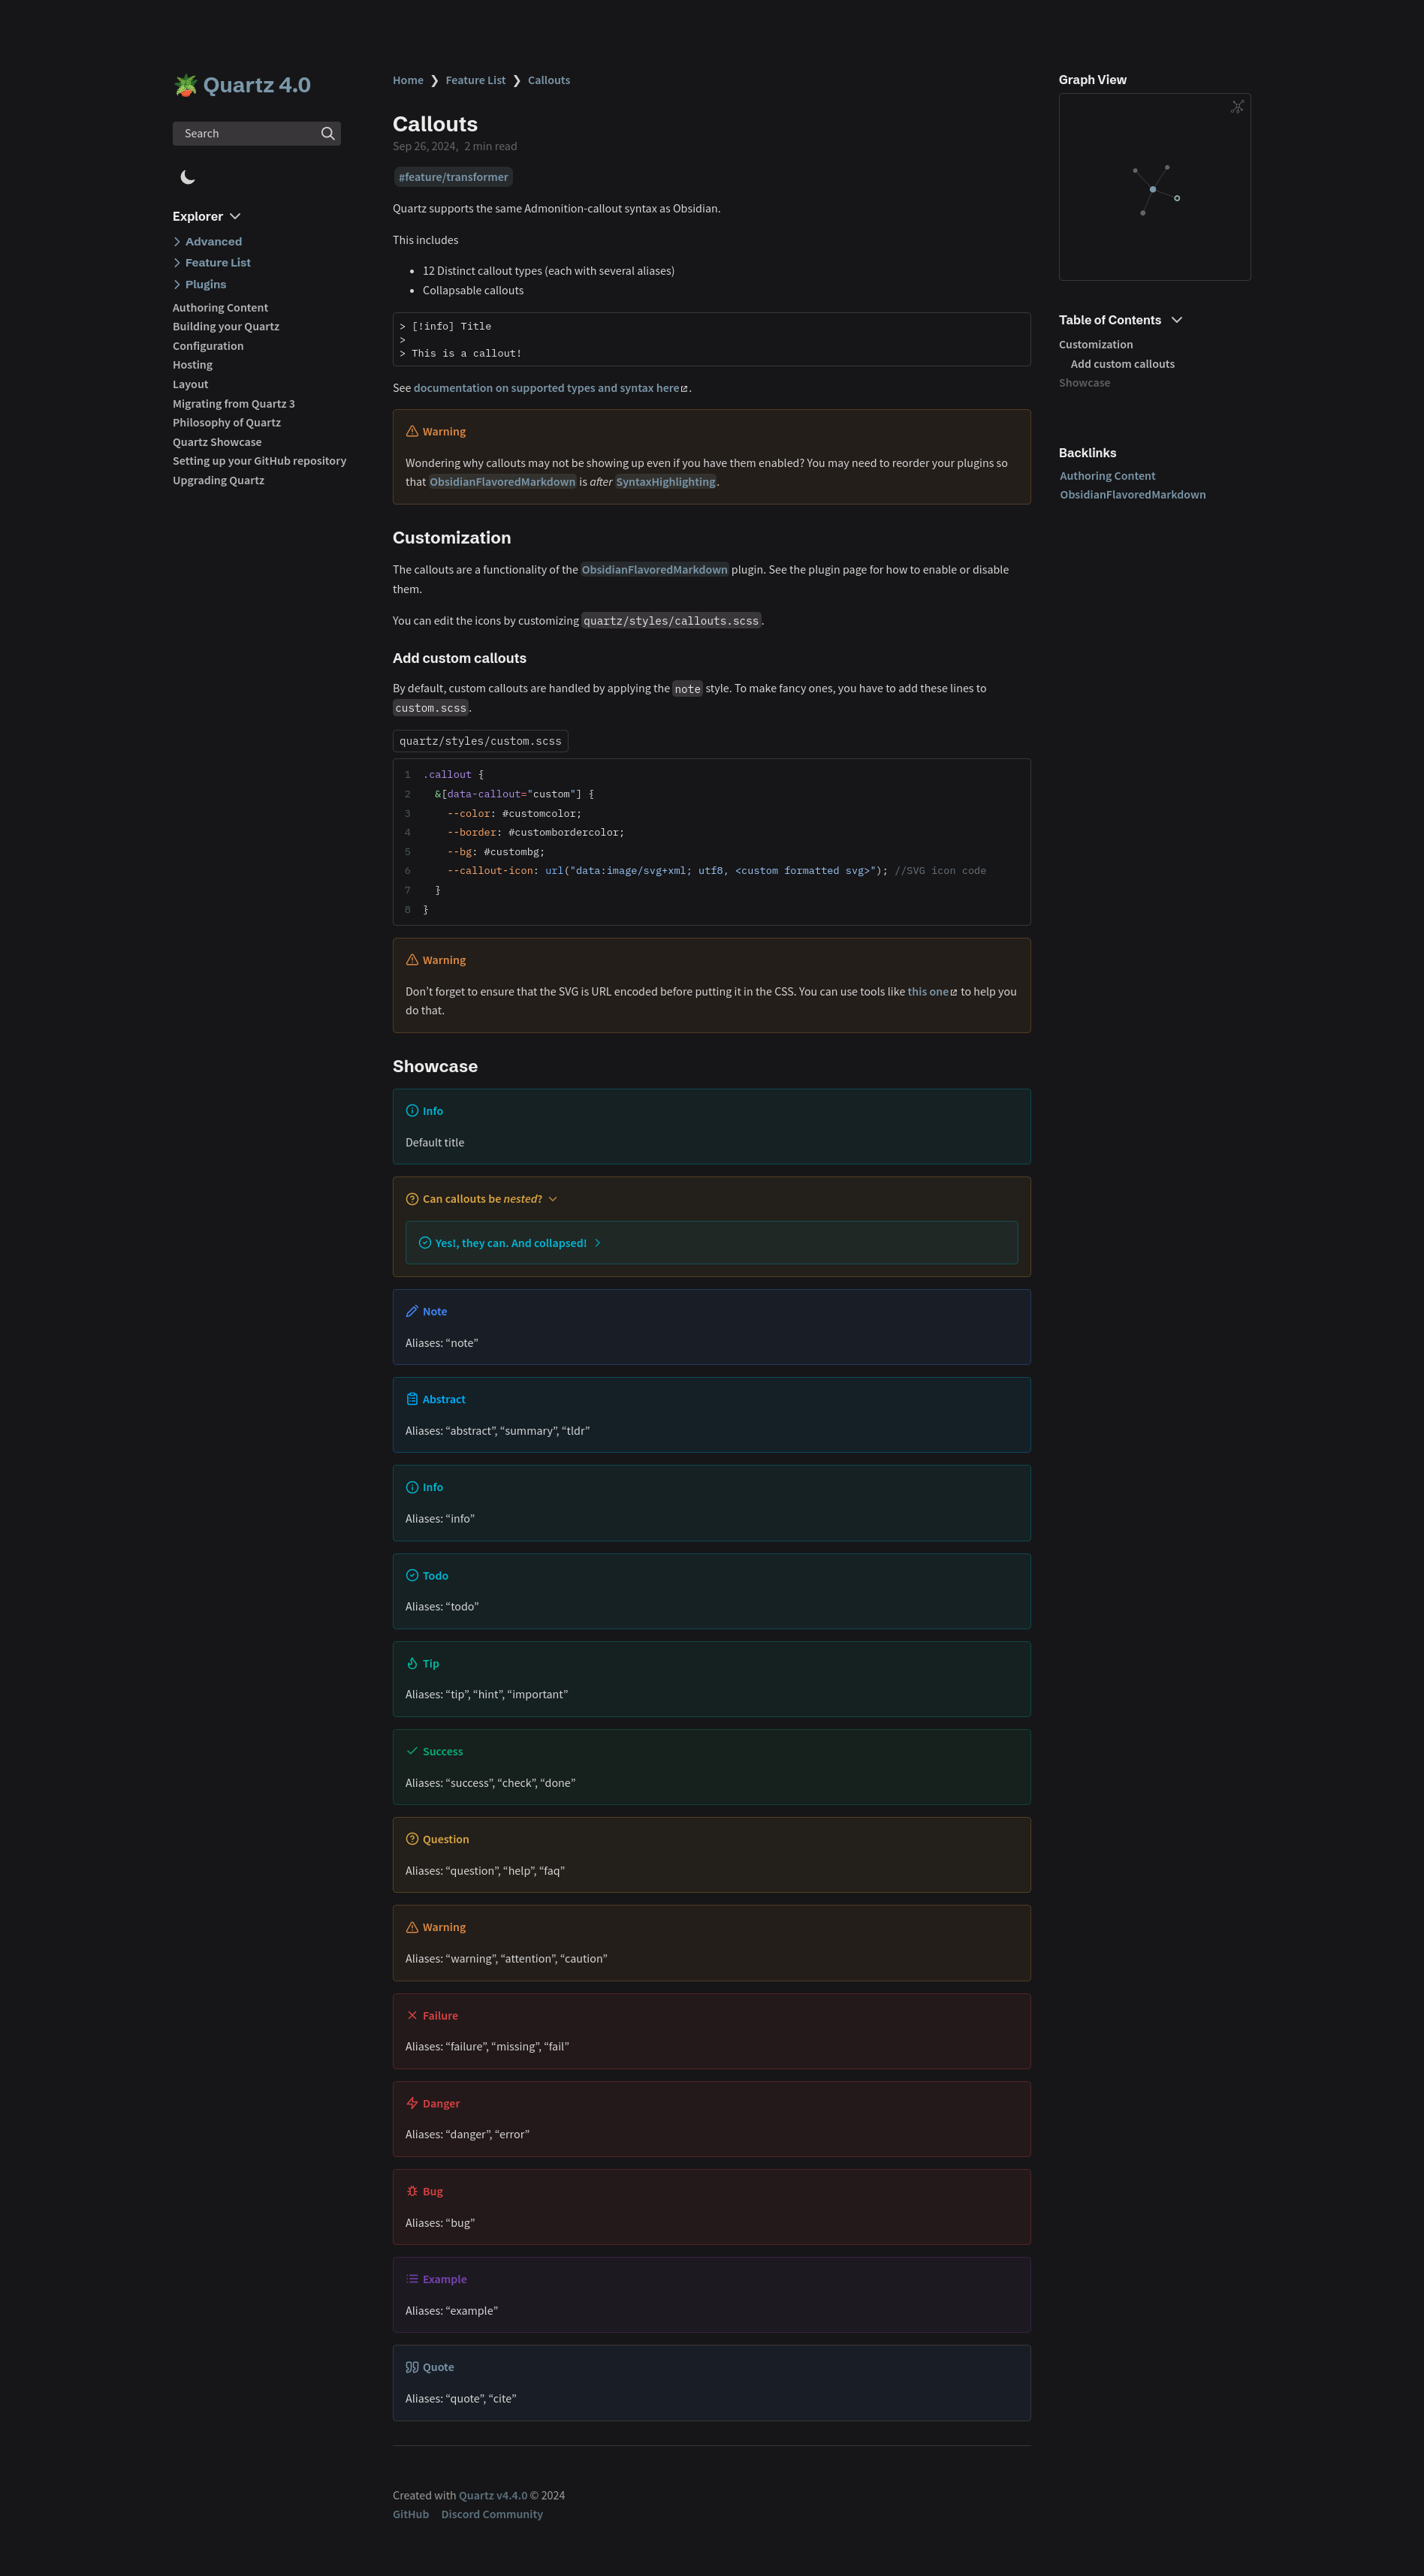 🪴 Quartz 4.0
Search
Explorer
Advanced
Feature List
Plugins
Authoring Content
Building your Quartz
Configuration
Hosting
Layout
Migrating from Quartz 3
Philosophy of Quartz
Quartz Showcase
Setting up your GitHub repository
Upgrading Quartz
Home ❯ Feature List ❯ Callouts
Callouts
Sep 26, 2024, 2 min read
#feature/transformer
Quartz supports the same Admonition-callout syntax as Obsidian.
This includes
• 12 Distinct callout types (each with several aliases)
• Collapsable callouts
> [!info] Title
>
> This is a callout!
See documentation on supported types and syntax here.
Warning
Wondering why callouts may not be showing up even if you have them enabled? You may need to reorder your plugins so
that ObsidianFlavoredMarkdown is after SyntaxHighlighting.
Customization
The callouts are a functionality of the ObsidianFlavoredMarkdown plugin. See the plugin page for how to enable or disable
them.
You can edit the icons by customizing quartz/styles/callouts.scss.
Add custom callouts
By default, custom callouts are handled by applying the note style. To make fancy ones, you have to add these lines to
custom.scss.
quartz/styles/custom.scss
1 .callout {
2   &[data-callout="custom"] {
3     --color: #customcolor;
4     --border: #custombordercolor;
5     --bg: #custombg;
6     --callout-icon: url("data:image/svg+xml; utf8, <custom formatted svg>"); //SVG icon code
7   }
8 }
Warning
Don’t forget to ensure that the SVG is URL encoded before putting it in the CSS. You can use tools like this one to help you
do that.
Showcase
Info
Default title
Can callouts be nested?
Yes!, they can. And collapsed!
Note
Aliases: “note”
Abstract
Aliases: “abstract”, “summary”, “tldr”
Info
Aliases: “info”
Todo
Aliases: “todo”
Tip
Aliases: “tip”, “hint”, “important”
Success
Aliases: “success”, “check”, “done”
Question
Aliases: “question”, “help”, “faq”
Warning
Aliases: “warning”, “attention”, “caution”
Failure
Aliases: “failure”, “missing”, “fail”
Danger
Aliases: “danger”, “error”
Bug
Aliases: “bug”
Example
Aliases: “example”
Quote
Aliases: “quote”, “cite”
Created with Quartz v4.4.0 © 2024
GitHub Discord Community
Graph View
Table of Contents
Customization
Add custom callouts
Showcase
Backlinks
Authoring Content
ObsidianFlavoredMarkdown